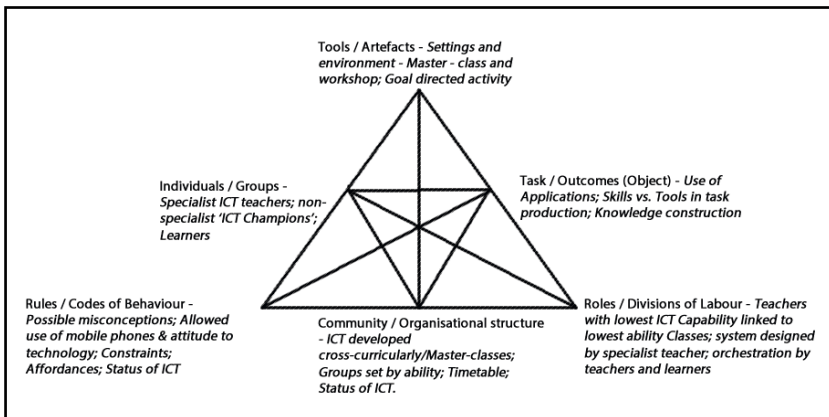 Tools / Artefacts - Settings and
environment - Master - class and
workshop; Goal directed activity
Individuals / Groups -
Specialist ICT teachers; non-
specialist ‘ICT Champions’;
Learners
Task / Outcomes (Object) - Use of
Applications; Skills vs. Tools in task
production; Knowledge construction
Rules / Codes of Behaviour -
Possible misconceptions; Allowed
use of mobile phones & attitude to
technology; Constraints;
Affordances; Status of ICT
Community / Organisational structure
- ICT developed
cross-curricularly/Master-classes;
Groups set by ability; Timetable;
Status of ICT.
Roles / Divisions of Labour - Teachers
with lowest ICT Capability linked to
lowest ability Classes; system designed
by specialist teacher; orchestration by
teachers and learners